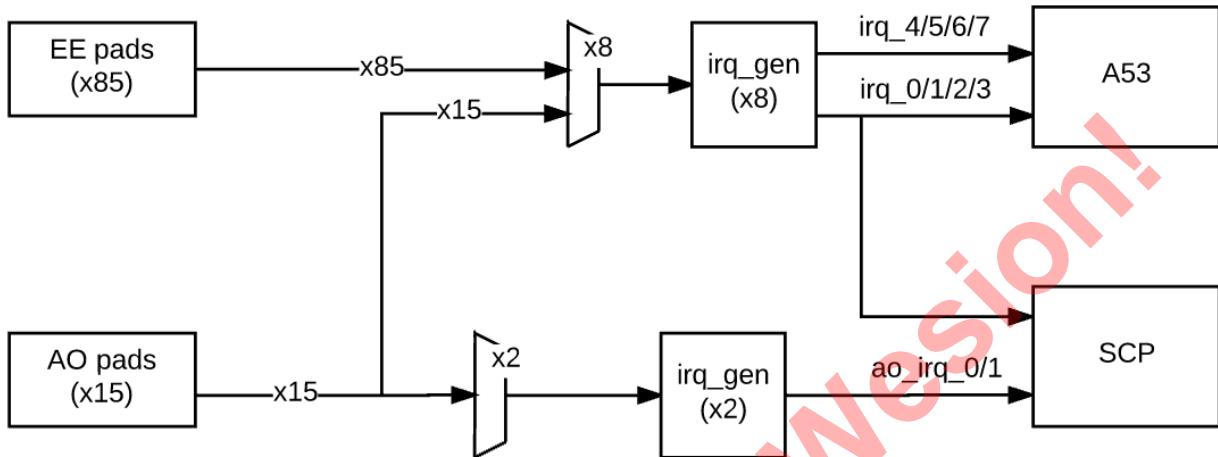 EE pads
(x85)
x85
x15
x8
irq_gen
(x8)
irq_4/5/6/7
irq_0/1/2/3
A53
AO pads
(x15)
x15
x2
irq_gen
(x2)
ao_irq_0/1
SCP
Wesion!